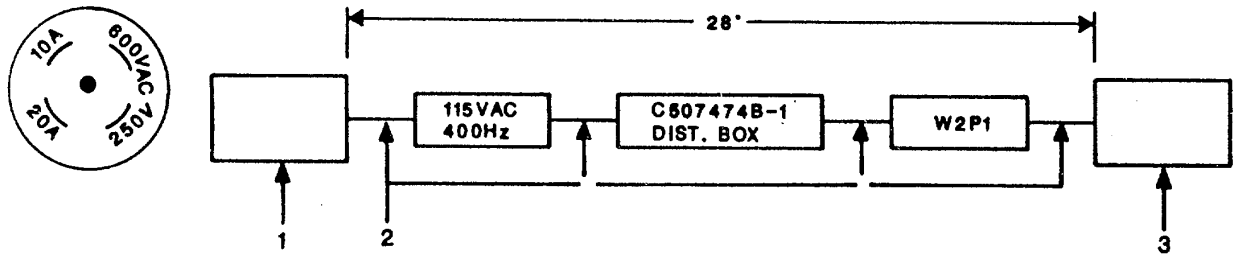 10A
600VAC
20A
250V
28"
115VAC
400Hz
C507474B-1
DIST. BOX
W2P1
1
2
3